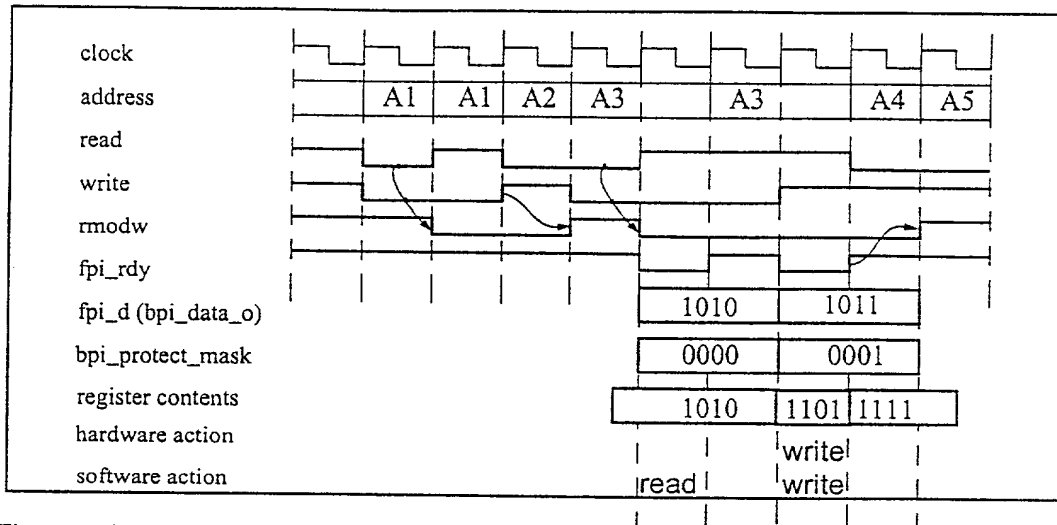 clock
address A1 A1 A2 A3 A3 A4 A5
read
write
rmodw
fpi_rdy
fpi_d (bpi_data_o) 1010 1011
bpi_protect_mask 0000 0001
register contents 1010 1101 1111
hardware action write
software action read write